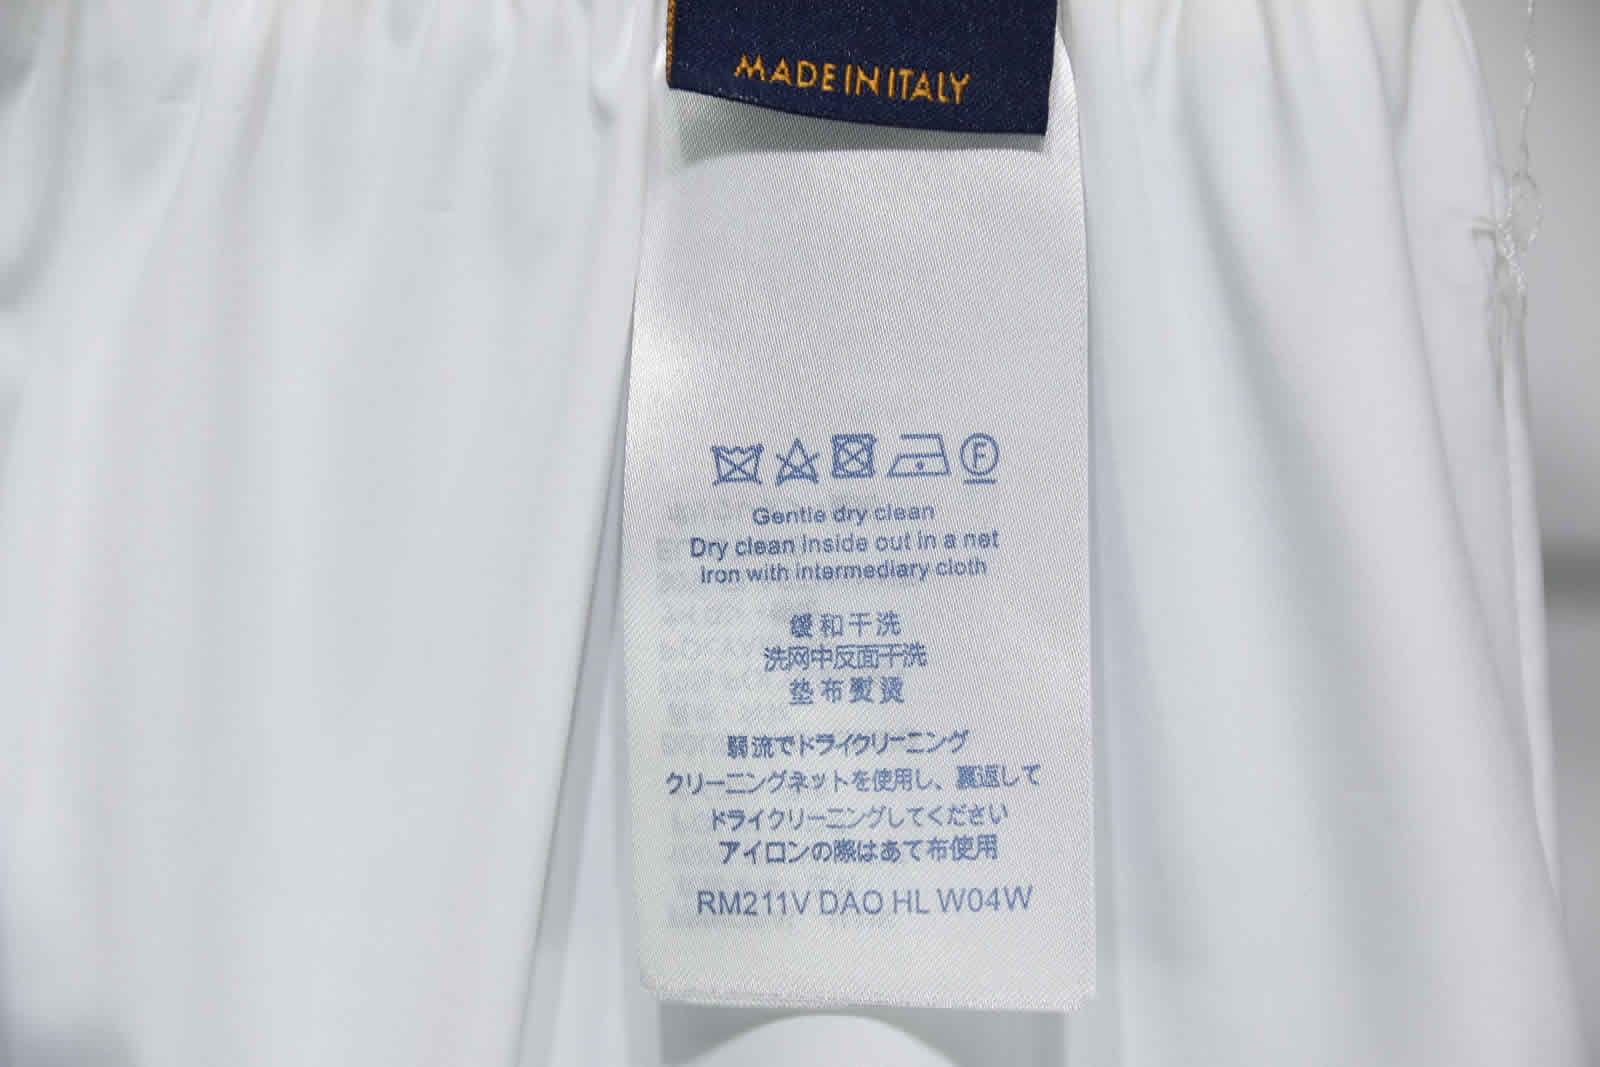 MADE IN ITALY
F
Gentle dry clean
Dry clean inside out in a net
Iron with intermediary cloth
缓和干洗
洗网中反面干洗
垫布熨烫
弱流でドライクリーニング
クリーニングネットを使用し、裏返して
ドライクリーニングしてください
アイロンの際はあて布使用
RM211V DAO HL W04W